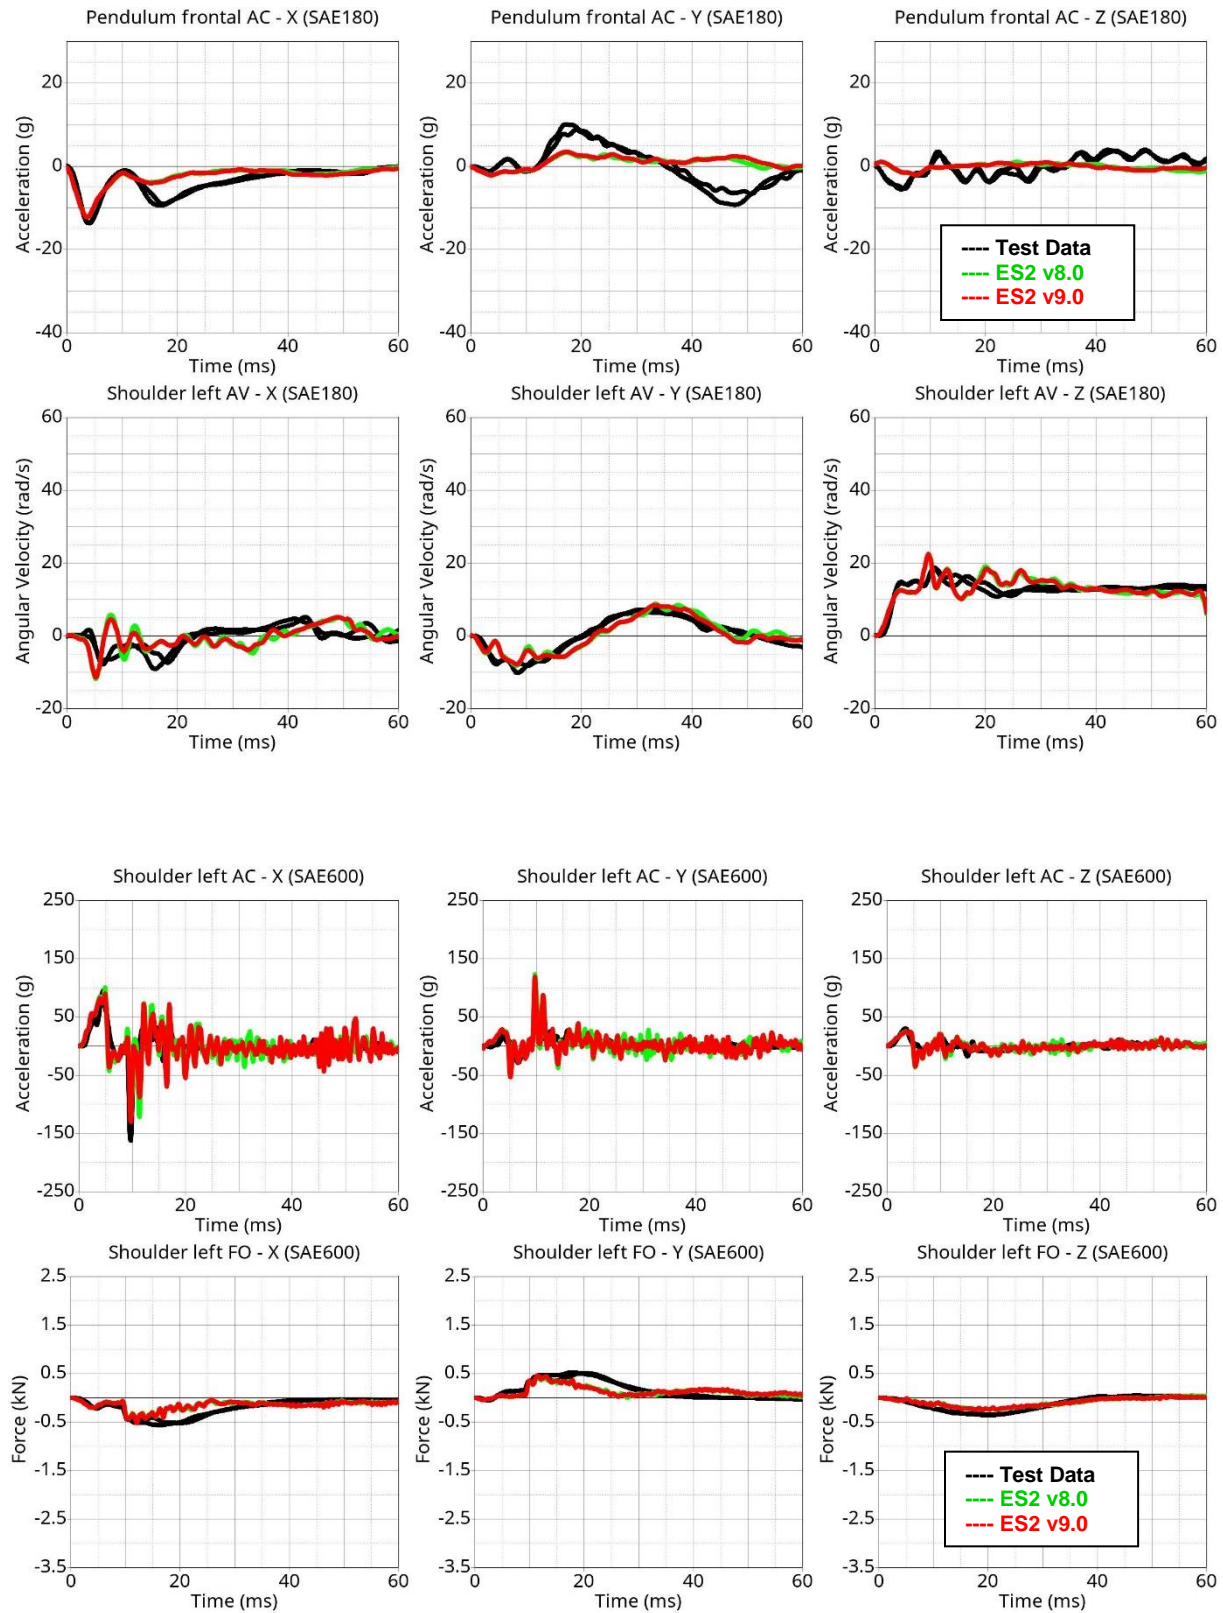 Pendulum frontal AC - X (SAE180)
Pendulum frontal AC - Y (SAE180)
Pendulum frontal AC - Z (SAE180)
Acceleration (g)
20
0
-20
-40
0 20 40 60
Time (ms)
Acceleration (g)
20
0
-20
-40
0 20 40 60
Time (ms)
Acceleration (g)
20
0
-20
-40
0 20 40 60
Time (ms)
---- Test Data
---- ES2 v8.0
---- ES2 v9.0
Shoulder left AV - X (SAE180)
Shoulder left AV - Y (SAE180)
Shoulder left AV - Z (SAE180)
Angular Velocity (rad/s)
60
40
20
0
-20
0 20 40 60
Time (ms)
Angular Velocity (rad/s)
60
40
20
0
-20
0 20 40 60
Time (ms)
Angular Velocity (rad/s)
60
40
20
0
-20
0 20 40 60
Time (ms)
Shoulder left AC - X (SAE600)
Shoulder left AC - Y (SAE600)
Shoulder left AC - Z (SAE600)
Acceleration (g)
250
150
50
-50
-150
-250
0 20 40 60
Time (ms)
Acceleration (g)
250
150
50
-50
-150
-250
0 20 40 60
Time (ms)
Acceleration (g)
250
150
50
-50
-150
-250
0 20 40 60
Time (ms)
Shoulder left FO - X (SAE600)
Shoulder left FO - Y (SAE600)
Shoulder left FO - Z (SAE600)
Force (kN)
2.5
1.5
0.5
-0.5
-1.5
-2.5
-3.5
0 20 40 60
Time (ms)
Force (kN)
2.5
1.5
0.5
-0.5
-1.5
-2.5
-3.5
0 20 40 60
Time (ms)
Force (kN)
2.5
1.5
0.5
-0.5
-1.5
-2.5
-3.5
0 20 40 60
Time (ms)
---- Test Data
---- ES2 v8.0
---- ES2 v9.0